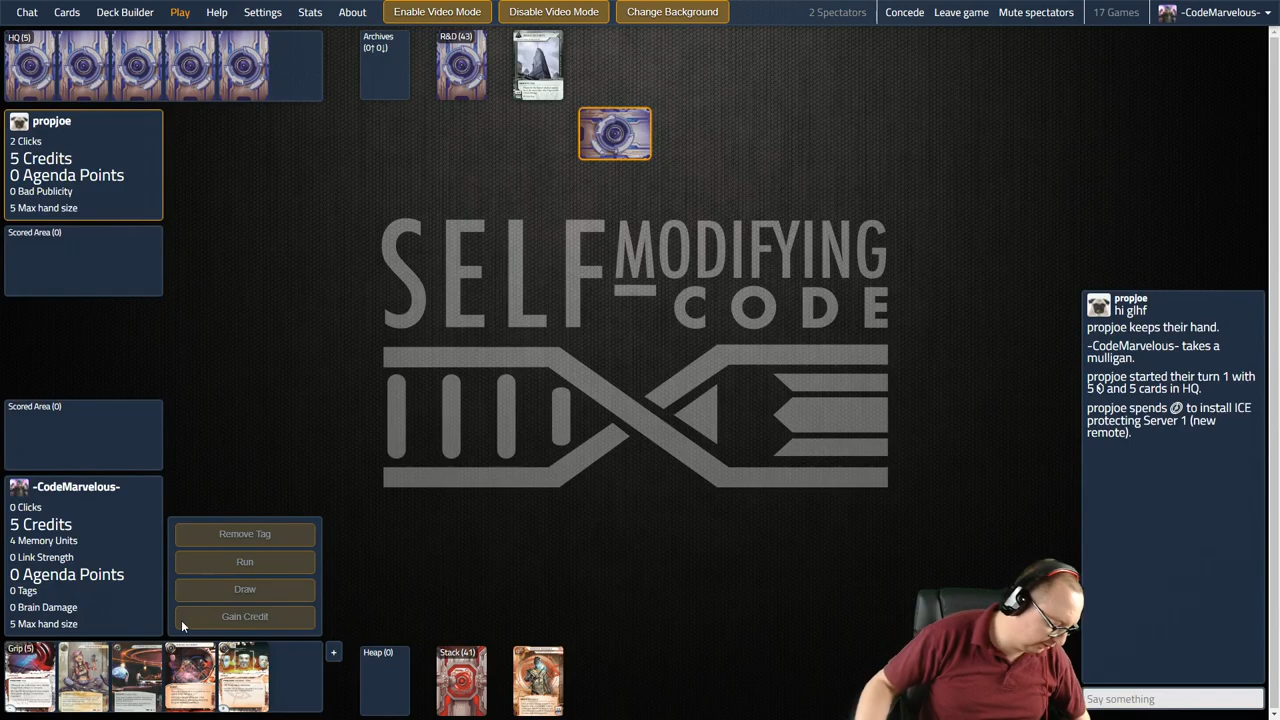 Chat Cards Deck Builder Play Help Settings Stats About Enable Video Mode Disable Video Mode Change Background 2 Spectators Concede Leave game Mute spectators 17 Games -CodeMarvelous-
HQ (5)
Archives
(0↑ 0↓)
R&D (43)
propjoe
2 Clicks
5 Credits
0 Agenda Points
0 Bad Publicity
5 Max hand size
Scored Area (0)
SELF MODIFYING
CODE
propjoe
hi glhf
propjoe keeps their hand.
-CodeMarvelous- takes a
mulligan.
propjoe started their turn 1 with
5 and 5 cards in HQ.
propjoe spends to install ICE
protecting Server 1 (new
remote).
Scored Area (0)
-CodeMarvelous-
0 Clicks
5 Credits
4 Memory Units
0 Link Strength
0 Agenda Points
0 Tags
0 Brain Damage
5 Max hand size
Remove Tag
Run
Draw
Gain Credit
Grip (5)
+
Heap (0)
Stack (41)
Say something